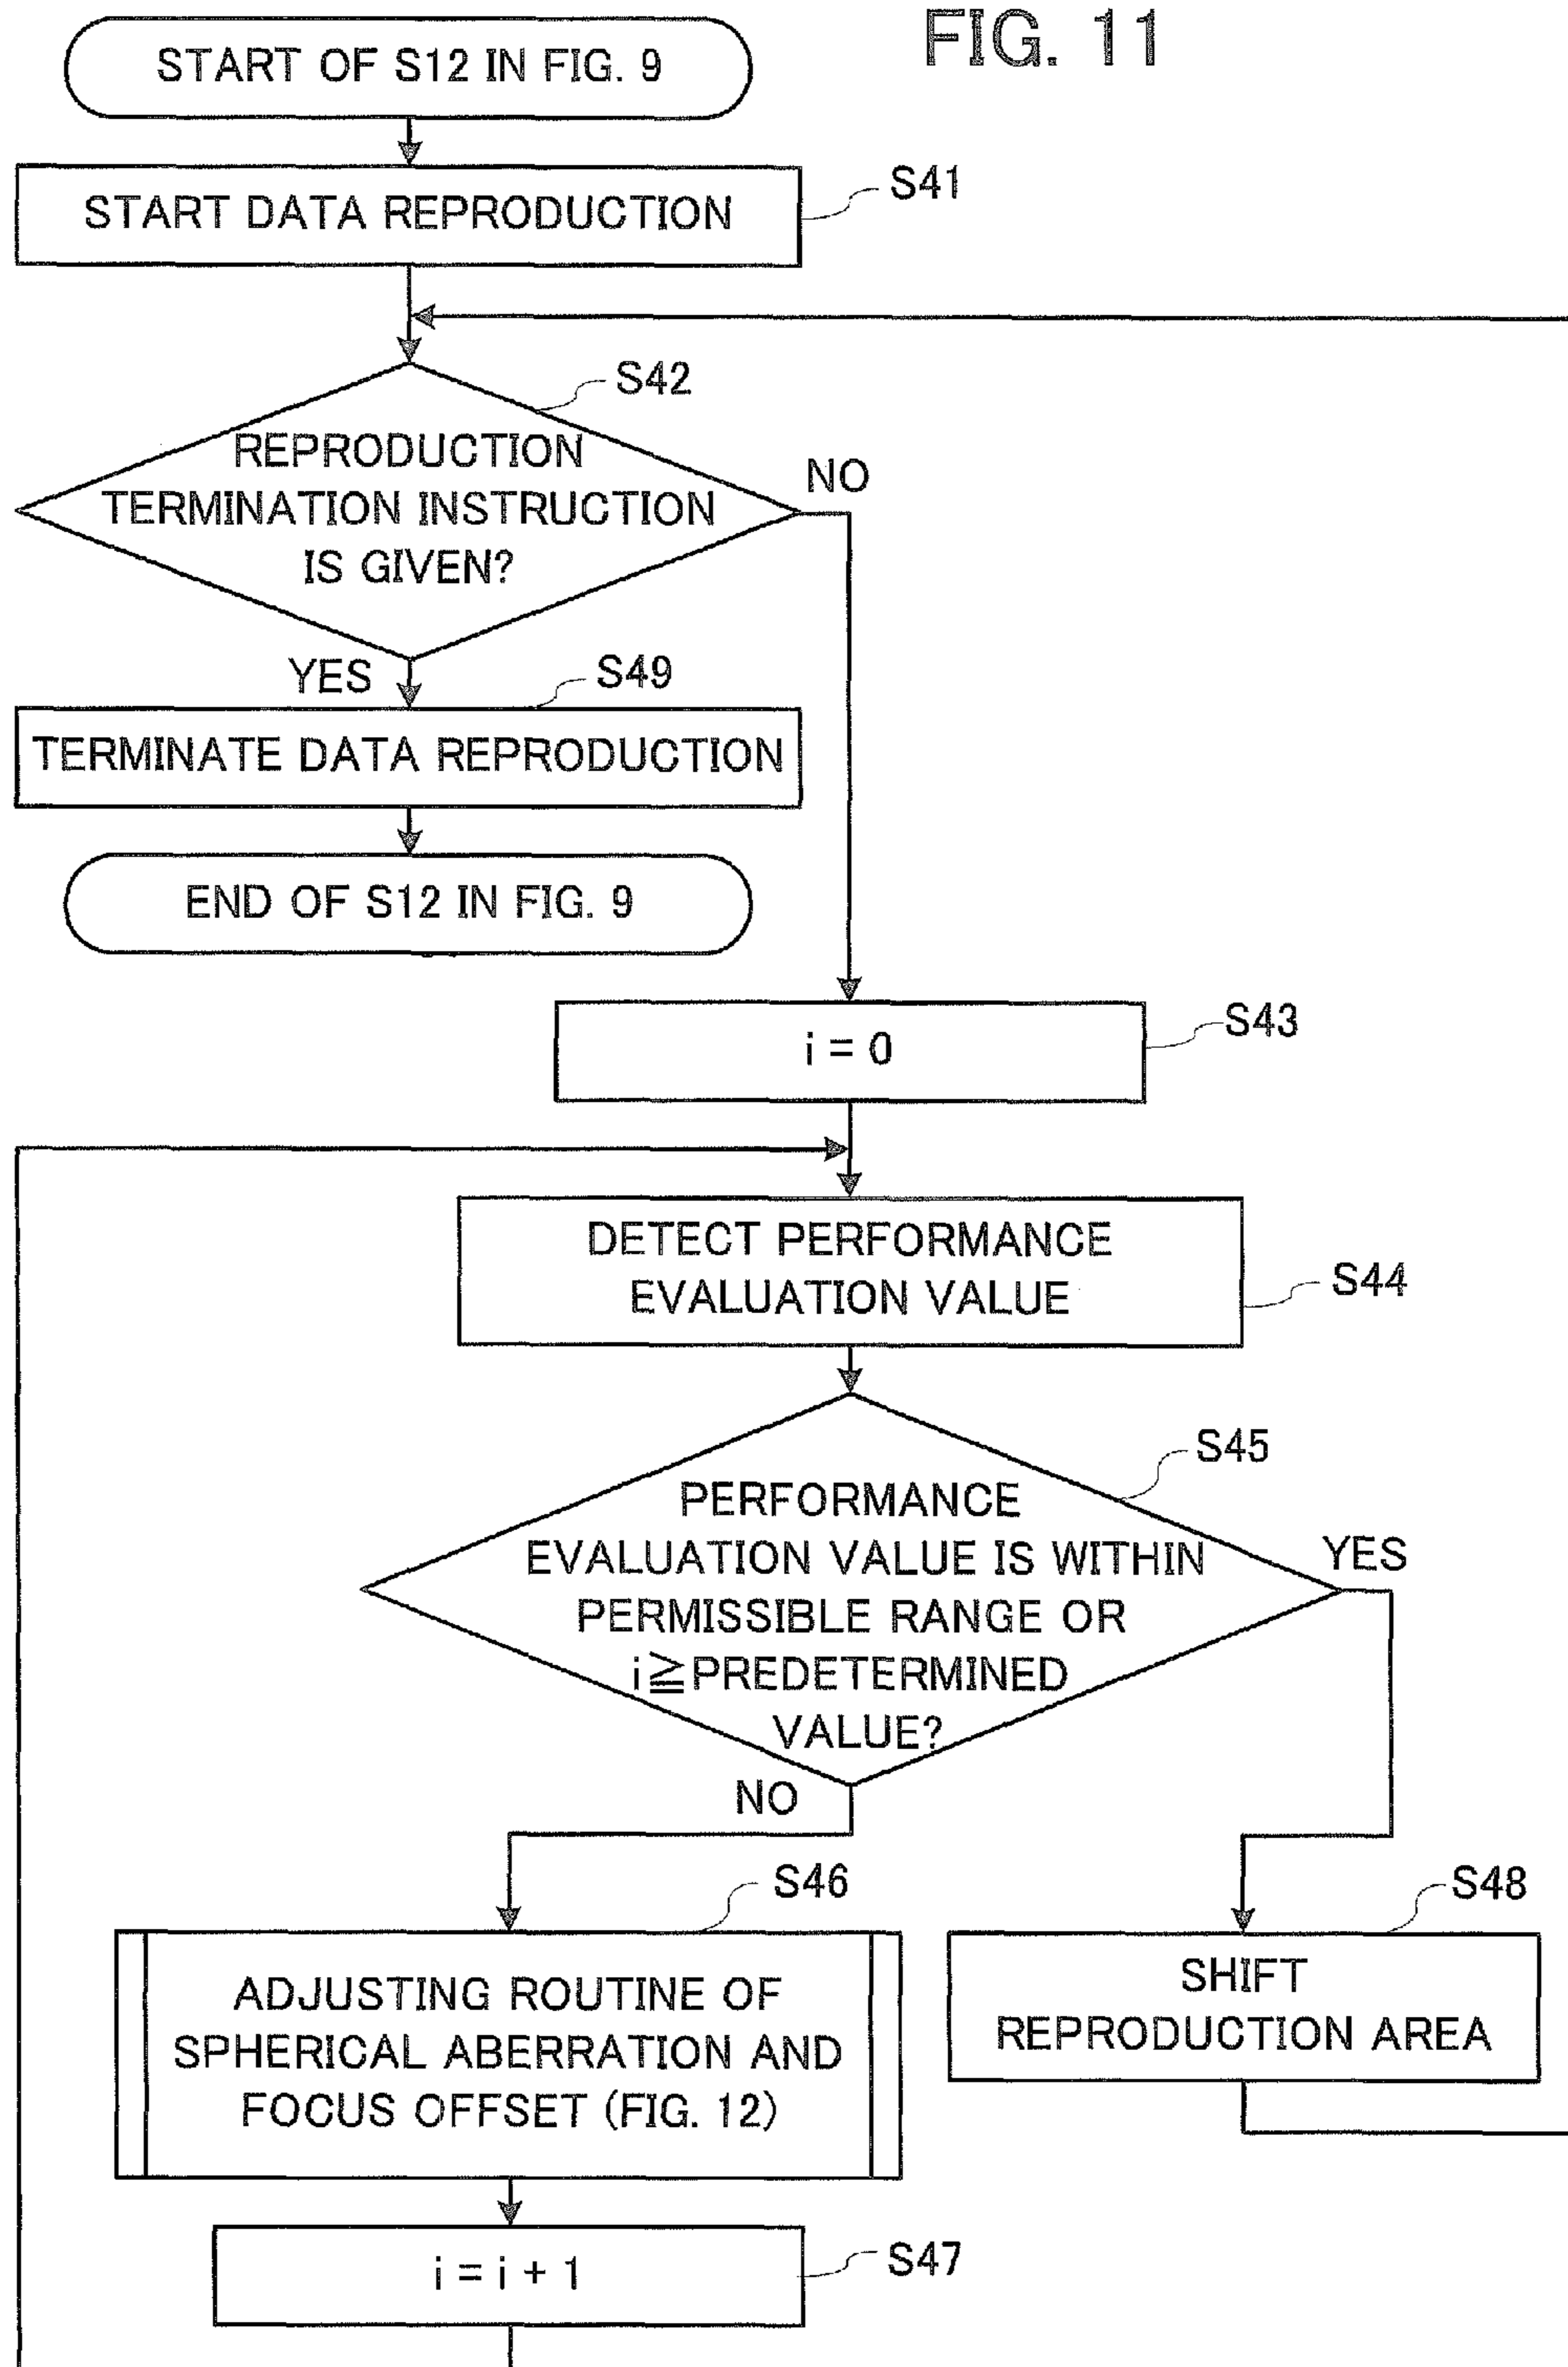 FIG. 11
START OF S12 IN FIG. 9
START DATA REPRODUCTION
S41
S42
REPRODUCTION
TERMINATION INSTRUCTION
IS GIVEN?
NO
YES
S49
TERMINATE DATA REPRODUCTION
END OF S12 IN FIG. 9
i = 0
S43
DETECT PERFORMANCE
EVALUATION VALUE
S44
S45
PERFORMANCE
EVALUATION VALUE IS WITHIN
PERMISSIBLE RANGE OR
i≧PREDETERMINED
VALUE?
YES
NO
S46
ADJUSTING ROUTINE OF
SPHERICAL ABERRATION AND
FOCUS OFFSET (FIG. 12)
S48
SHIFT
REPRODUCTION AREA
i = i + 1
S47